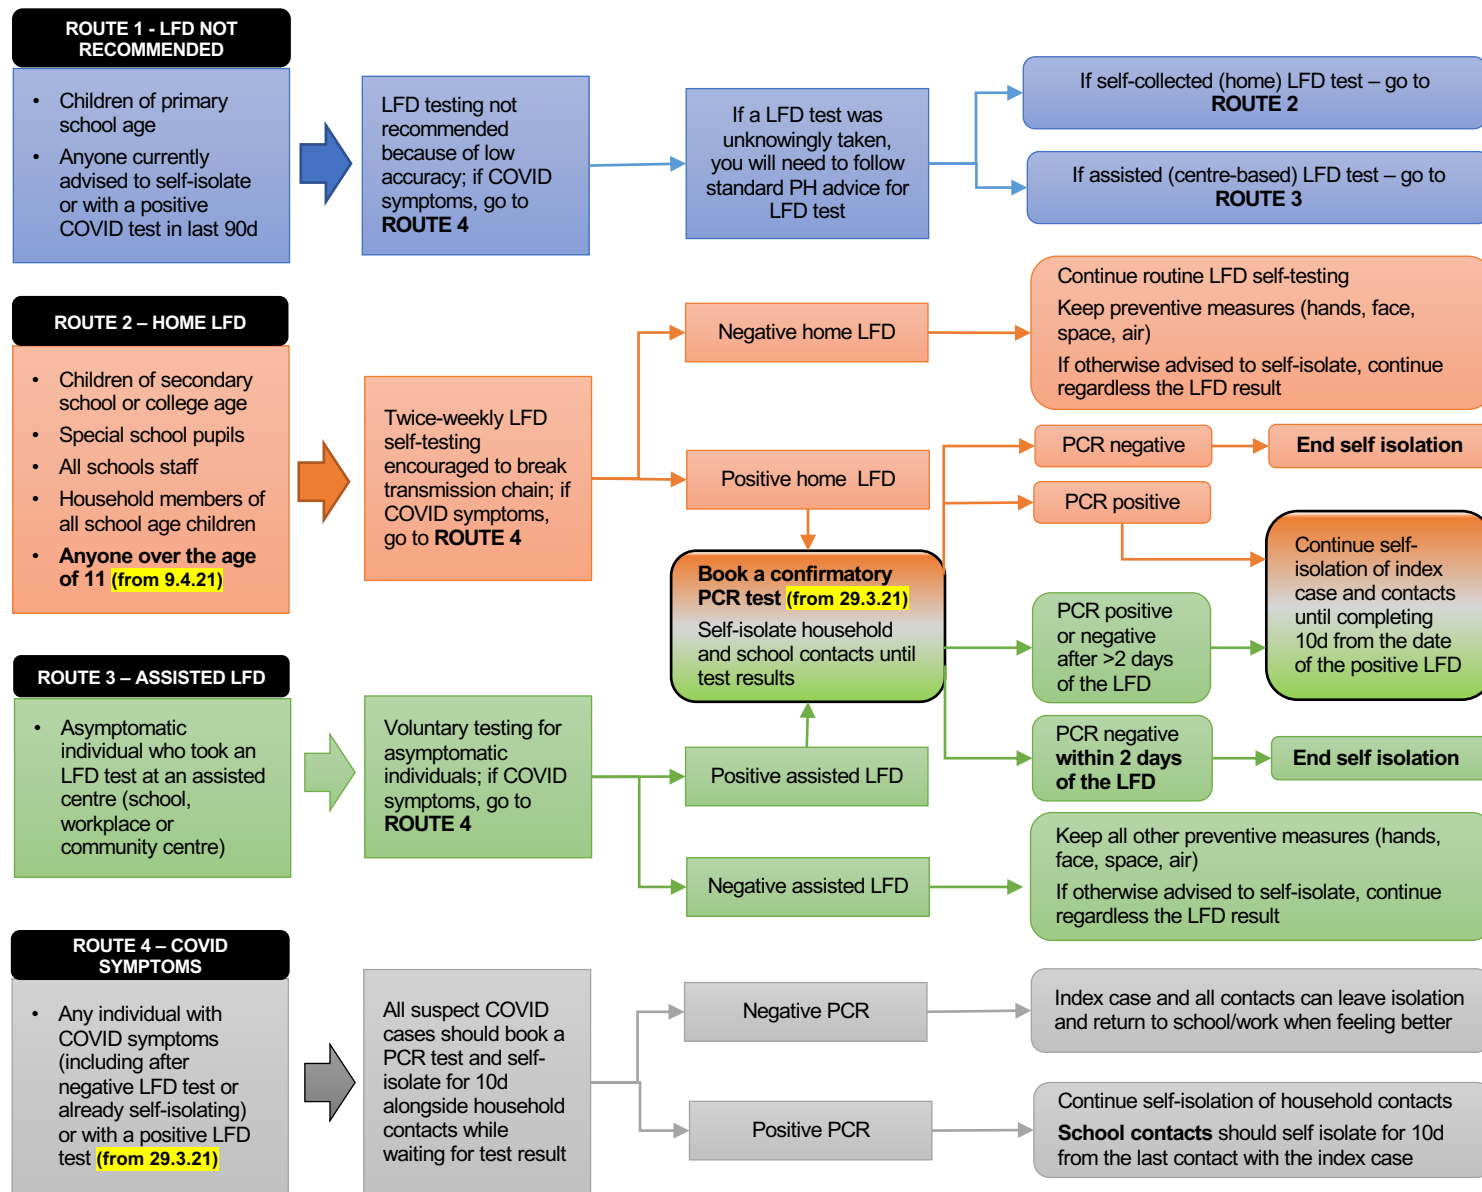 ROUTE 1 - LFD NOT
RECOMMENDED
• Children of primary
school age
• Anyone currently
advised to self-isolate
or with a positive
COVID test in last 90d
LFD testing not
recommended
because of low
accuracy; if COVID
symptoms, go to
ROUTE 4
If a LFD test was
unknowingly taken,
you will need to follow
standard PH advice for
LFD test
If self-collected (home) LFD test – go to
ROUTE 2
If assisted (centre-based) LFD test – go to
ROUTE 3
ROUTE 2 – HOME LFD
• Children of secondary
school or college age
• Special school pupils
• All schools staff
• Household members of
all school age children
• Anyone over the age
of 11 (from 9.4.21)
Twice-weekly LFD
self-testing
encouraged to break
transmission chain; if
COVID symptoms,
go to ROUTE 4
Negative home LFD
Continue routine LFD self-testing
Keep preventive measures (hands, face,
space, air)
If otherwise advised to self-isolate, continue
regardless the LFD result
Positive home LFD
PCR negative
End self isolation
PCR positive
Book a confirmatory
PCR test (from 29.3.21)
Self-isolate household
and school contacts until
test results
Continue self-
isolation of index
case and contacts
until completing
10d from the date
of the positive LFD
PCR positive
or negative
after >2 days
of the LFD
PCR negative
within 2 days
of the LFD
End self isolation
ROUTE 3 – ASSISTED LFD
• Asymptomatic
individual who took an
LFD test at an assisted
centre (school,
workplace or
community centre)
Voluntary testing for
asymptomatic
individuals; if COVID
symptoms, go to
ROUTE 4
Positive assisted LFD
Negative assisted LFD
Keep all other preventive measures (hands,
face, space, air)
If otherwise advised to self-isolate, continue
regardless the LFD result
ROUTE 4 – COVID
SYMPTOMS
• Any individual with
COVID symptoms
(including after
negative LFD test or
already self-isolating)
or with a positive LFD
test (from 29.3.21)
All suspect COVID
cases should book a
PCR test and self-
isolate for 10d
alongside household
contacts while
waiting for test result
Negative PCR
Index case and all contacts can leave isolation
and return to school/work when feeling better
Positive PCR
Continue self-isolation of household contacts
School contacts should self isolate for 10d
from the last contact with the index case